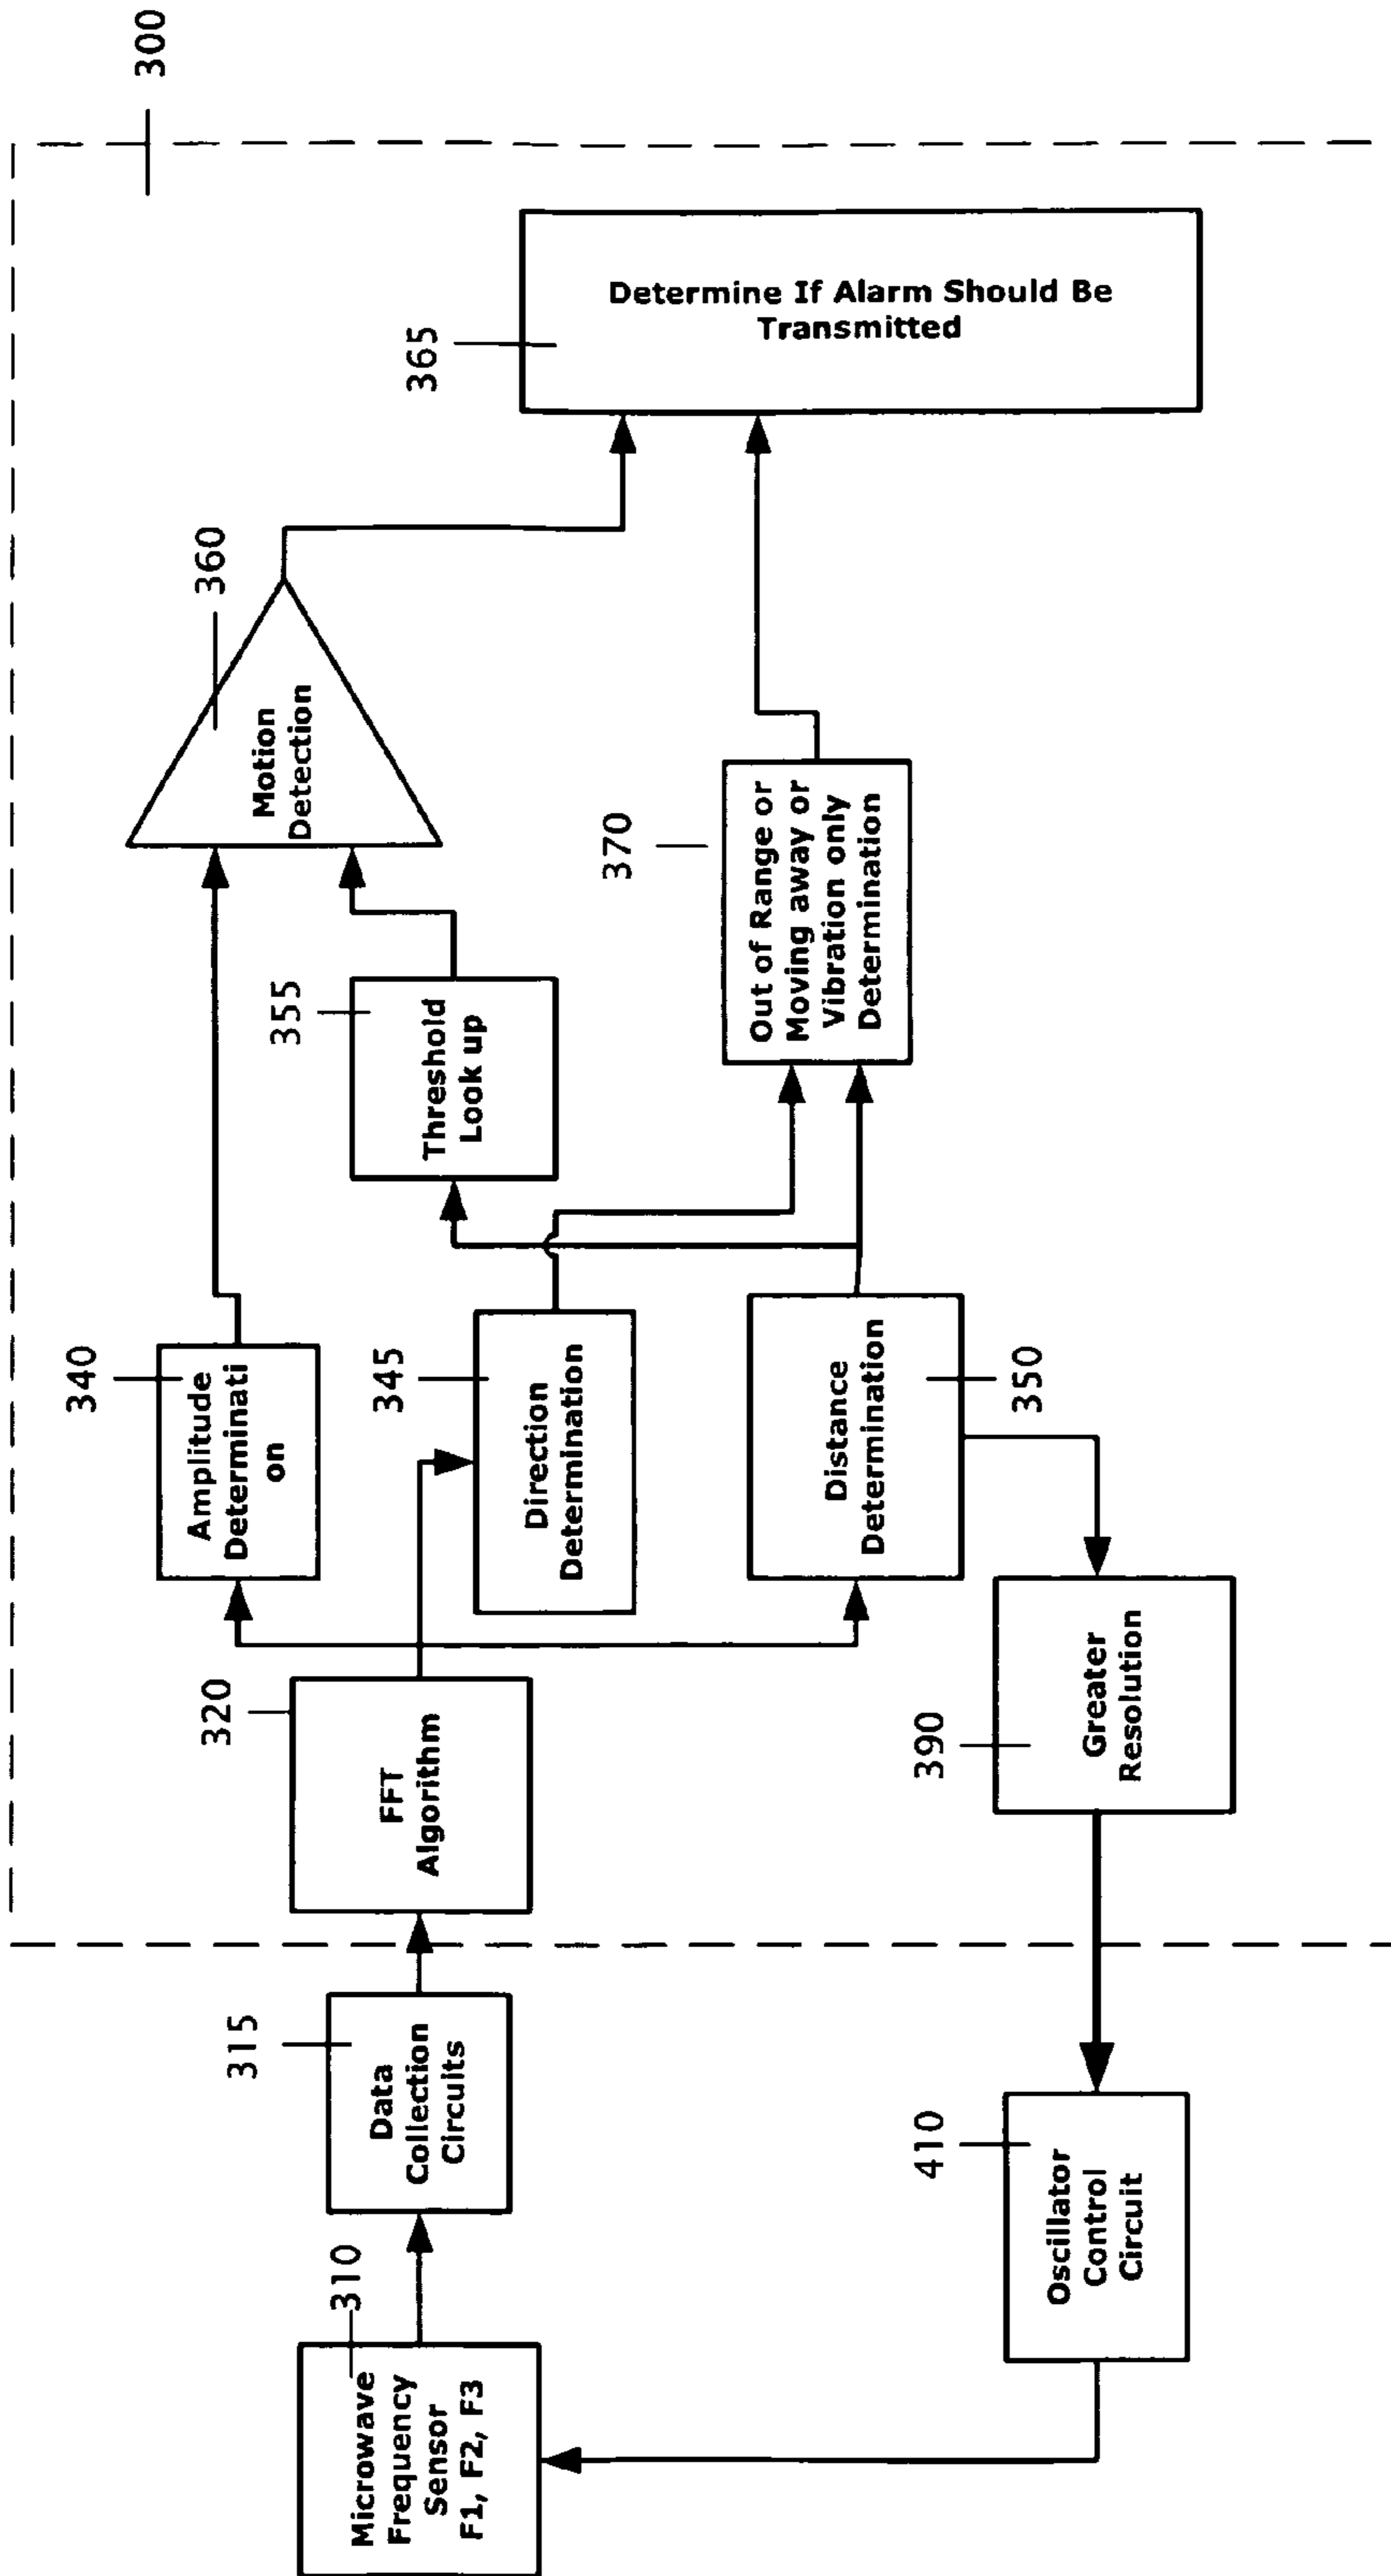 300
340
Amplitude
Determinati
on
360
Motion
Detection
320
FFT
Algorithm
355
Threshold
Look up
315
Data
Collection
Circuits
310
Microwave
Frequency
Sensor
F1, F2, F3
345
Direction
Determination
365
Determine If Alarm Should Be
Transmitted
370
Out of Range or
Moving away or
Vibration only
Determination
Distance
Determination
350
390
Greater
Resolution
410
Oscillator
Control
Circuit